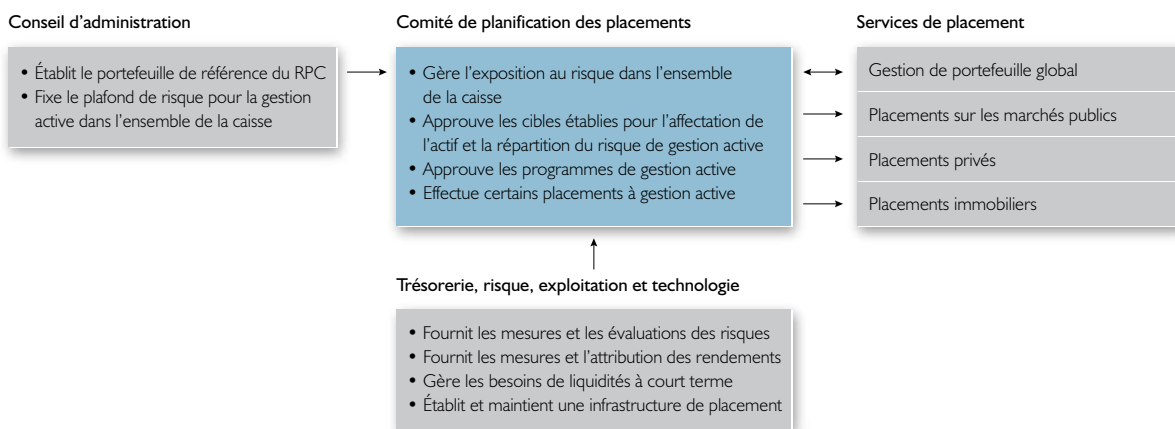 Conseil d'administration
• Établit le portefeuille de référence du RPC
• Fixe le plafond de risque pour la gestion
active dans l'ensemble de la caisse
Comité de planification des placements
• Gère l'exposition au risque dans l'ensemble
de la caisse
• Approuve les cibles établies pour l'affectation de
l'actif et la répartition du risque de gestion active
• Approuve les programmes de gestion active
• Effectue certains placements à gestion active
Services de placement
Gestion de portefeuille global
Placements sur les marchés publics
Placements privés
Placements immobiliers
Trésorerie, risque, exploitation et technologie
• Fournit les mesures et les évaluations des risques
• Fournit les mesures et l'attribution des rendements
• Gère les besoins de liquidités à court terme
• Établit et maintient une infrastructure de placement